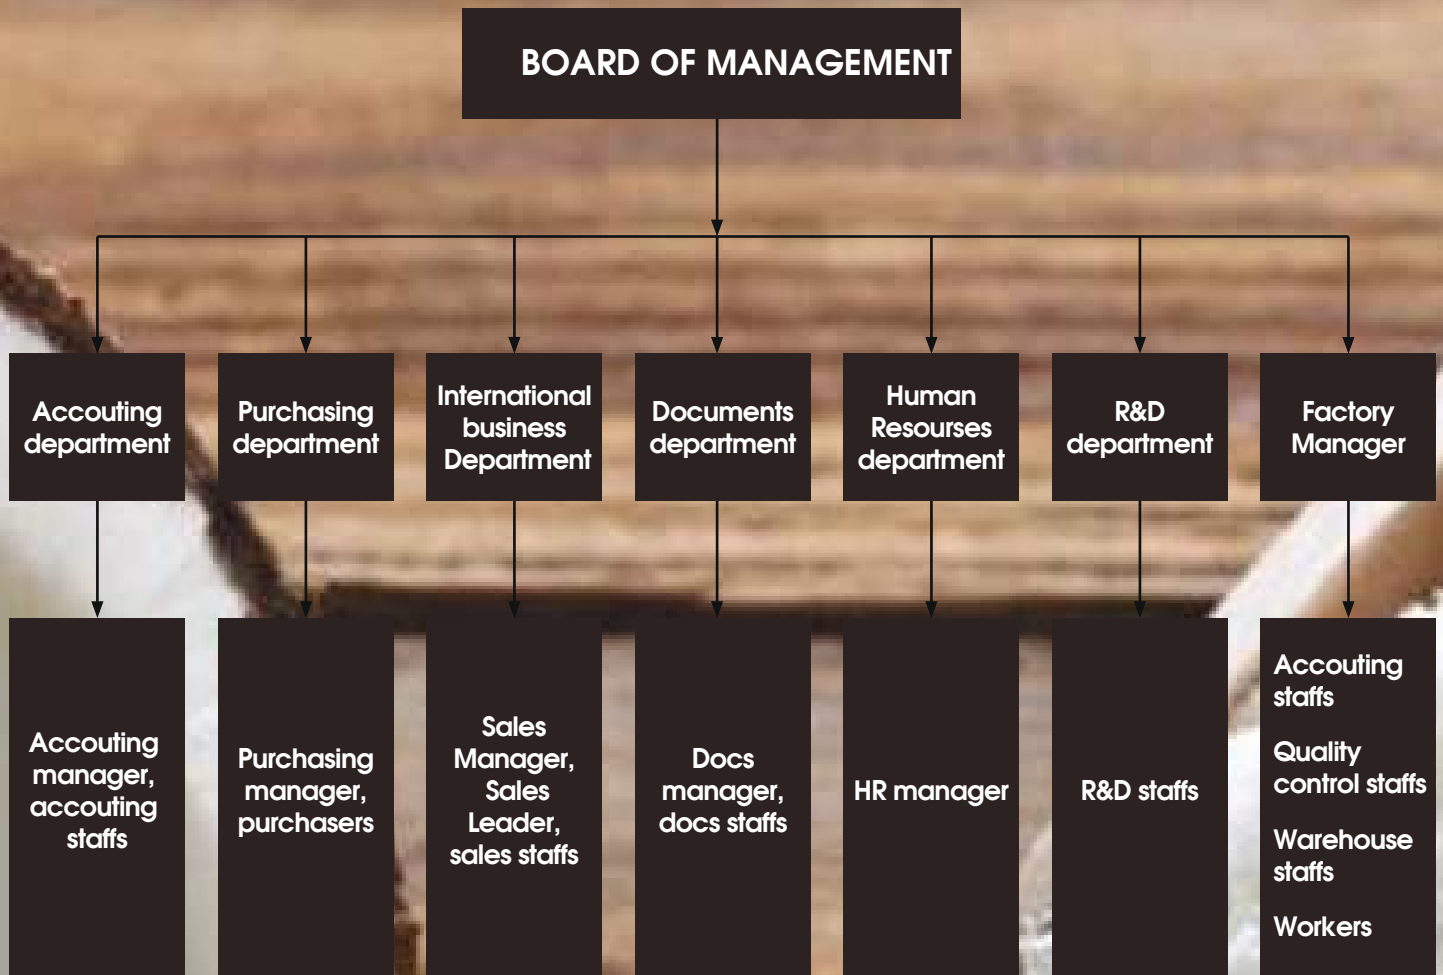 BOARD OF MANAGEMENT
Accouting
department
Purchasing
department
International
business
Department
Documents
department
Human
Resourses
department
R&D
department
Factory
Manager
Accouting
manager,
accouting
staffs
Purchasing
manager,
purchasers
Sales
Manager,
Sales
Leader,
sales staffs
Docs
manager,
docs staffs
HR manager
R&D staffs
Accouting
staffs
Quality
control staffs
Warehouse
staffs
Workers